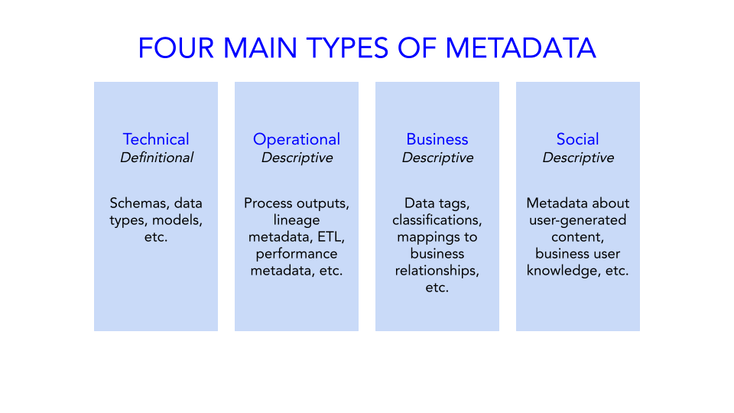 FOUR MAIN TYPES OF METADATA
Technical
Definitional
Schemas, data
types, models,
etc.
Operational
Descriptive
Process outputs,
lineage
metadata, ETL,
performance
metadata, etc.
Business
Descriptive
Data tags,
classifications,
mappings to
business
relationships,
etc.
Social
Descriptive
Metadata about
user-generated
content,
business user
knowledge, etc.